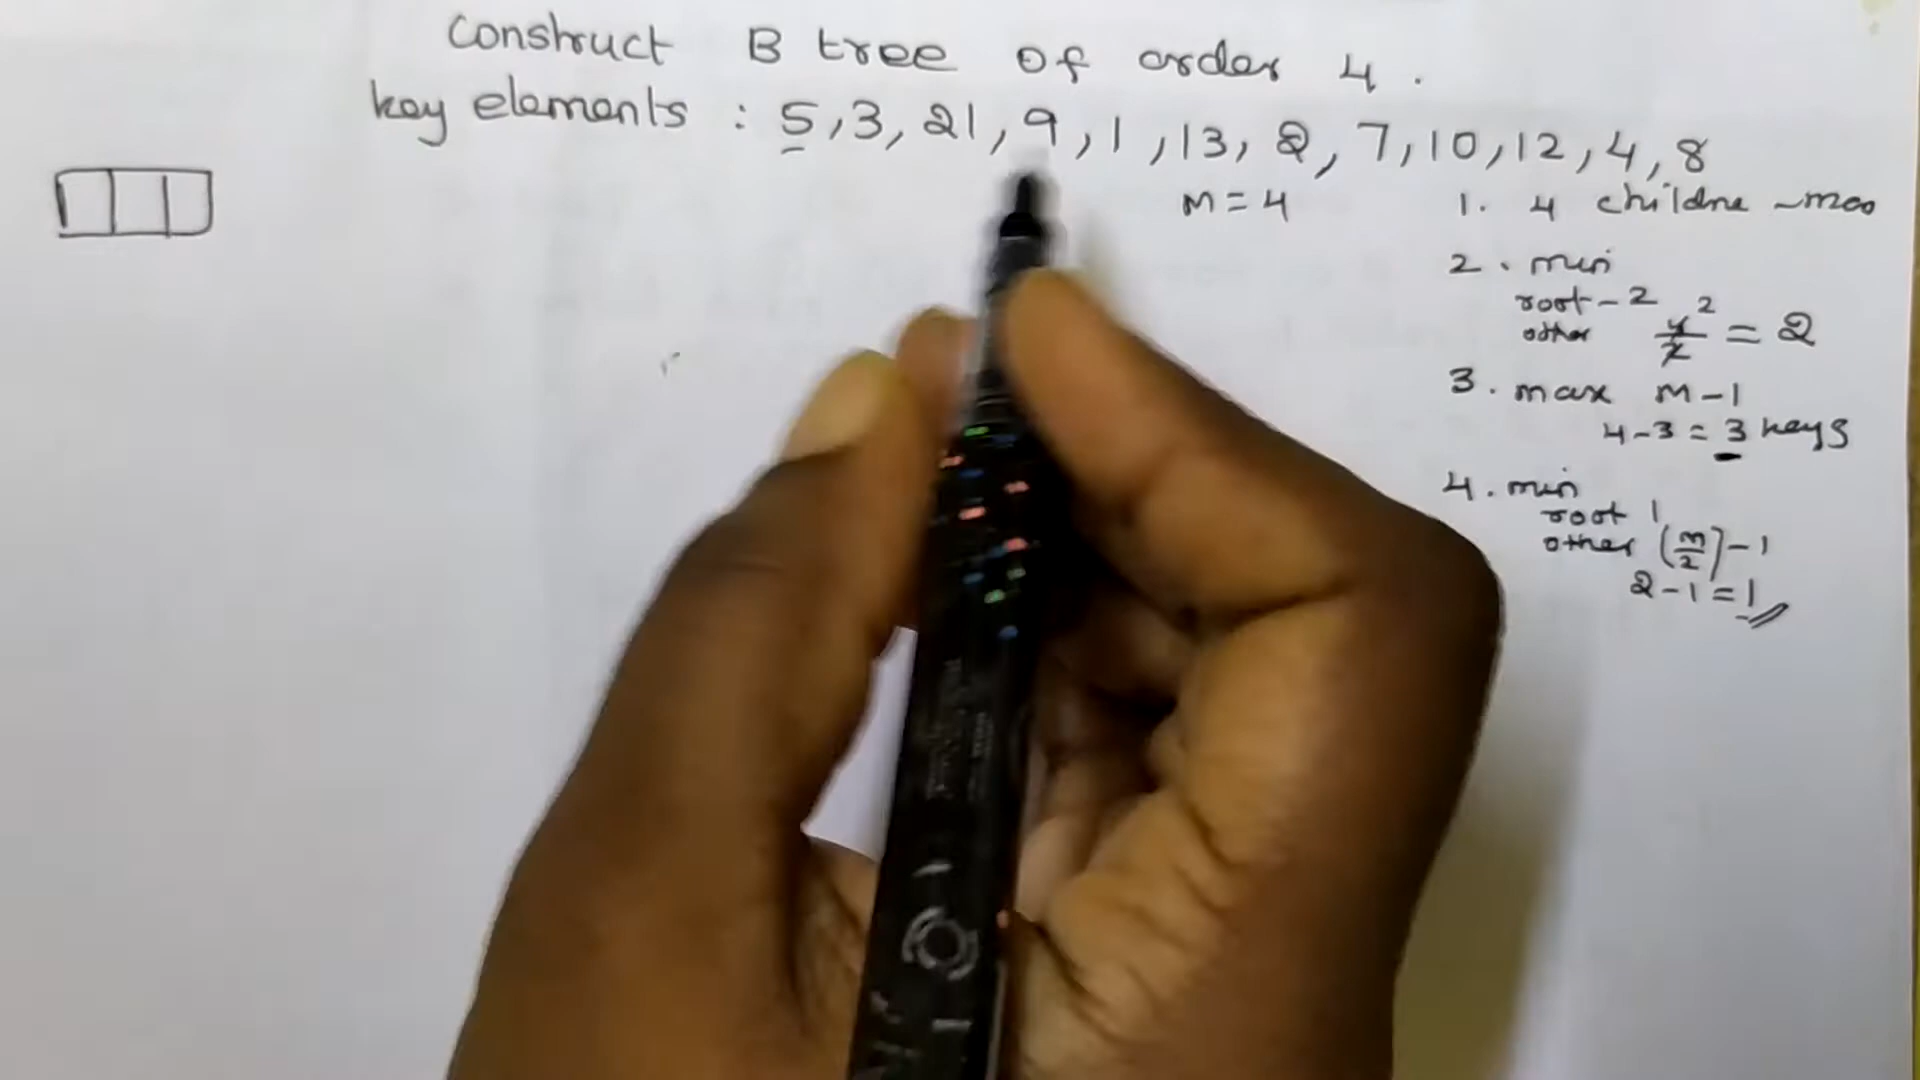 Construct B tree of order 4.
key elements : 5, 3, 21, 9, 1, 13, 2, 7, 10, 12, 4, 8
m = 4
1. 4 childne -
2. min
root - 2
other 4/2 2 = 2
3. max m-1
4-3 = 3 keys
4. min
root 1
other (m/2]-1
2-1 = 1